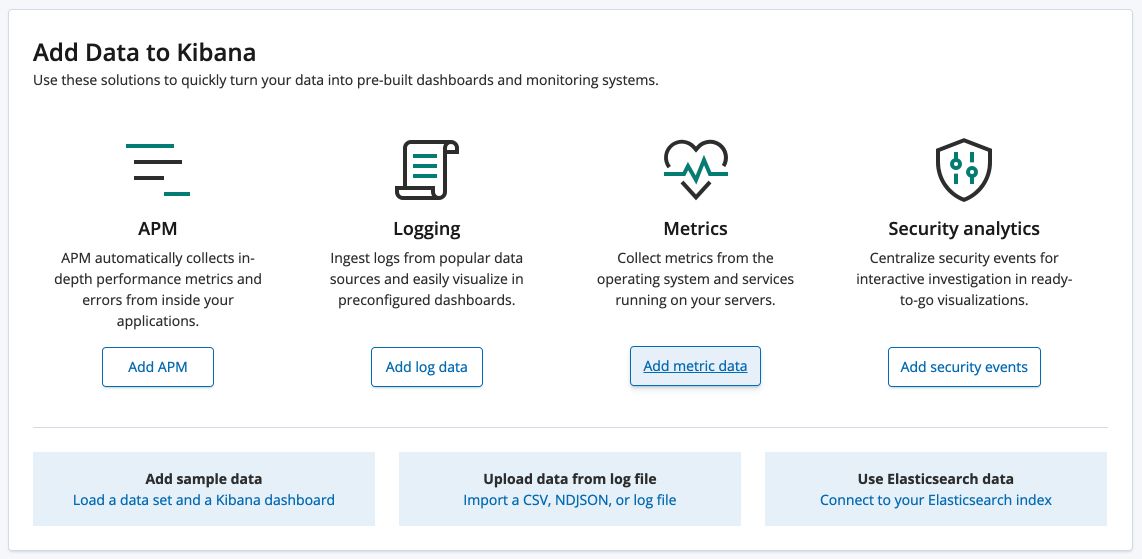 Add Data to Kibana
Use these solutions to quickly turn your data into pre-built dashboards and monitoring systems.
APM
APM automatically collects in-
depth performance metrics and
errors from inside your
applications.
Add APM
Logging
Ingest logs from popular data
sources and easily visualize in
preconfigured dashboards.
Add log data
Metrics
Collect metrics from the
operating system and services
running on your servers.
Add metric data
Security analytics
Centralize security events for
interactive investigation in ready-
to-go visualizations.
Add security events
Add sample data
Load a data set and a Kibana dashboard
Upload data from log file
Import a CSV, NDJSON, or log file
Use Elasticsearch data
Connect to your Elasticsearch index